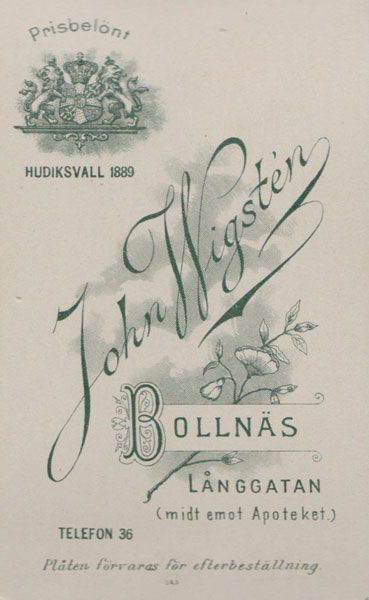 Prisbelönt
HUDIKSVALL 1889
John Wigstén
BOLLNÄS
LÅNGGATAN
(midt emot Apoteket.)
TELEFON 36
Plåten förvaras för efterbeställning.